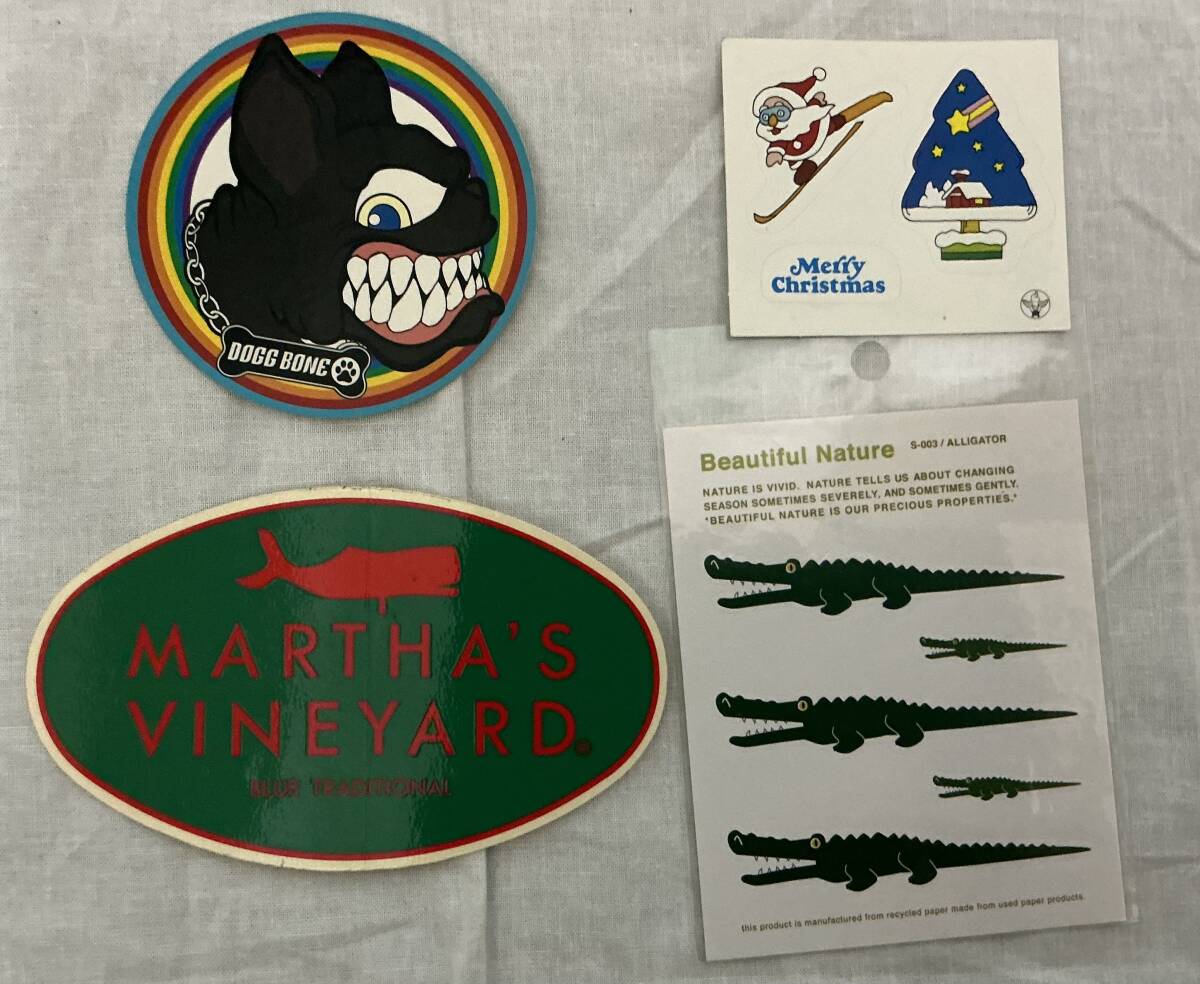 DOGG BONE
Merry
Christmas
MARTHA'S
VINEYARD®
BLUE TRADITIONAL
Beautiful Nature S-003 / ALLIGATOR
NATURE IS VIVID. NATURE TELLS US ABOUT CHANGING
SEASON SOMETIMES SEVERELY, AND SOMETIMES GENTLY.
"BEAUTIFUL NATURE IS OUR PRECIOUS PROPERTIES."
this product is manufactured from recycled paper made from used paper products.